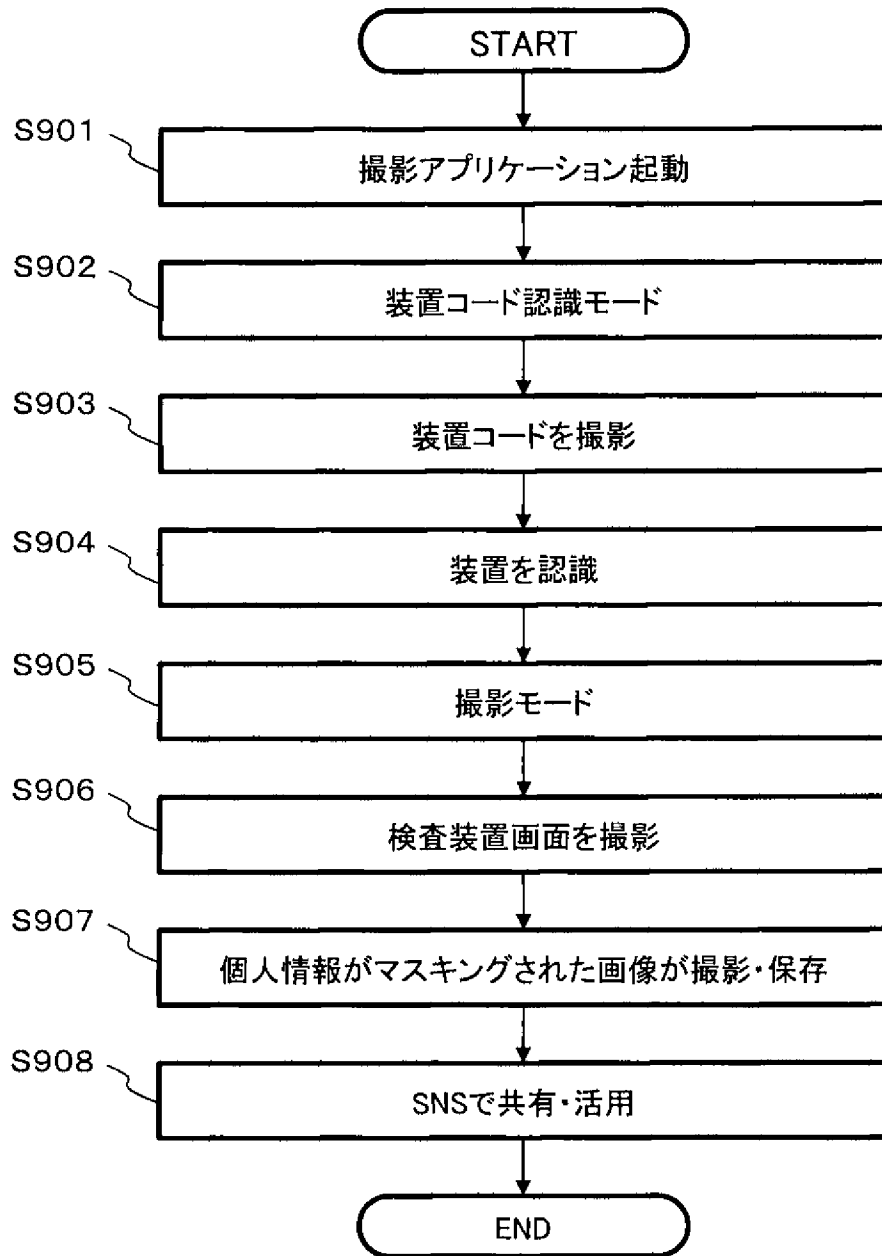 START
S901
撮影アプリケーション起動
S902
装置コード認識モード
S903
装置コードを撮影
S904
装置を認識
S905
撮影モード
S906
検査装置画面を撮影
S907
個人情報がマスキングされた画像が撮影・保存
S908
SNSで共有・活用
END